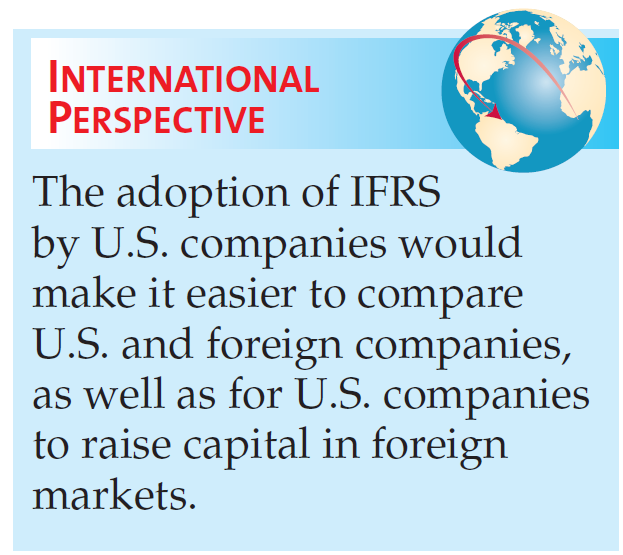 INTERNATIONAL
PERSPECTIVE
The adoption of IFRS
by U.S. companies would
make it easier to compare
U.S. and foreign companies,
as well as for U.S. companies
to raise capital in foreign
markets.